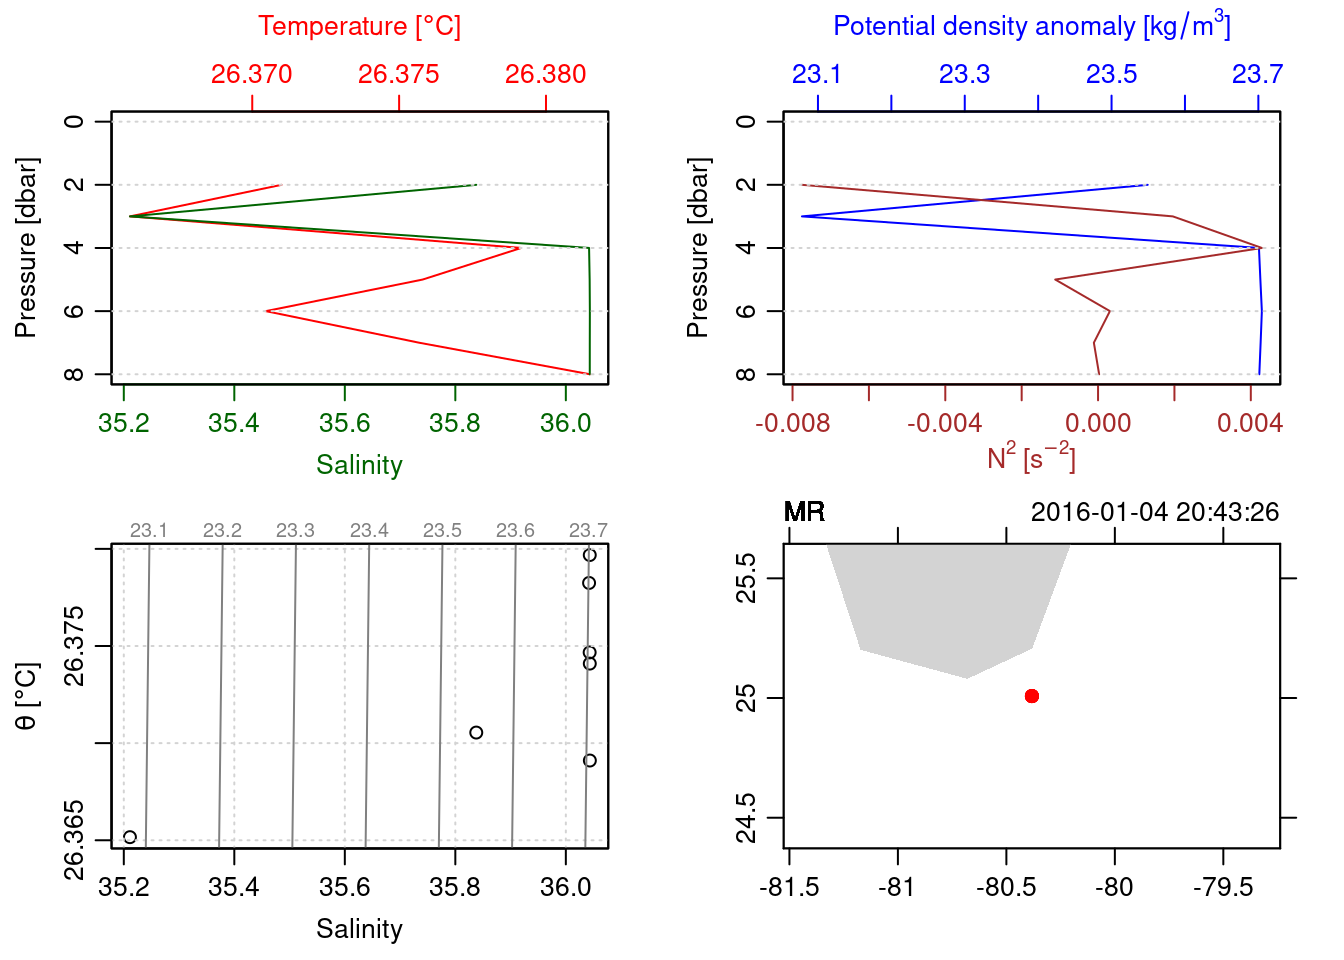 Temperature [°C]
26.370 26.375 26.380
0
2
4
6
8
Pressure [dbar]
35.2 35.4 35.6 35.8 36.0
Salinity
Potential density anomaly [kg/m³]
23.1 23.3 23.5 23.7
0
2
4
6
8
Pressure [dbar]
-0.008 -0.004 0.000 0.004
N² [s⁻²]
23.1 23.2 23.3 23.4 23.5 23.6 23.7
26.375
26.365
θ [°C]
35.2 35.4 35.6 35.8 36.0
Salinity
MR 2016-01-04 20:43:26
25.5
25
24.5
-81.5 -81 -80.5 -80 -79.5